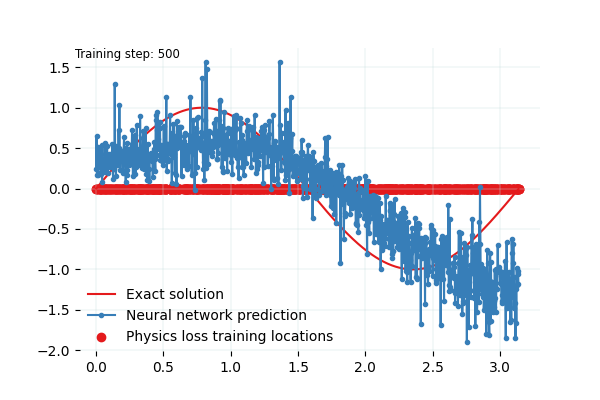 Training step: 500
1.5
1.0
0.5
0.0
−0.5
−1.0
−1.5
−2.0
Exact solution
Neural network prediction
Physics loss training locations
0.0 0.5 1.0 1.5 2.0 2.5 3.0